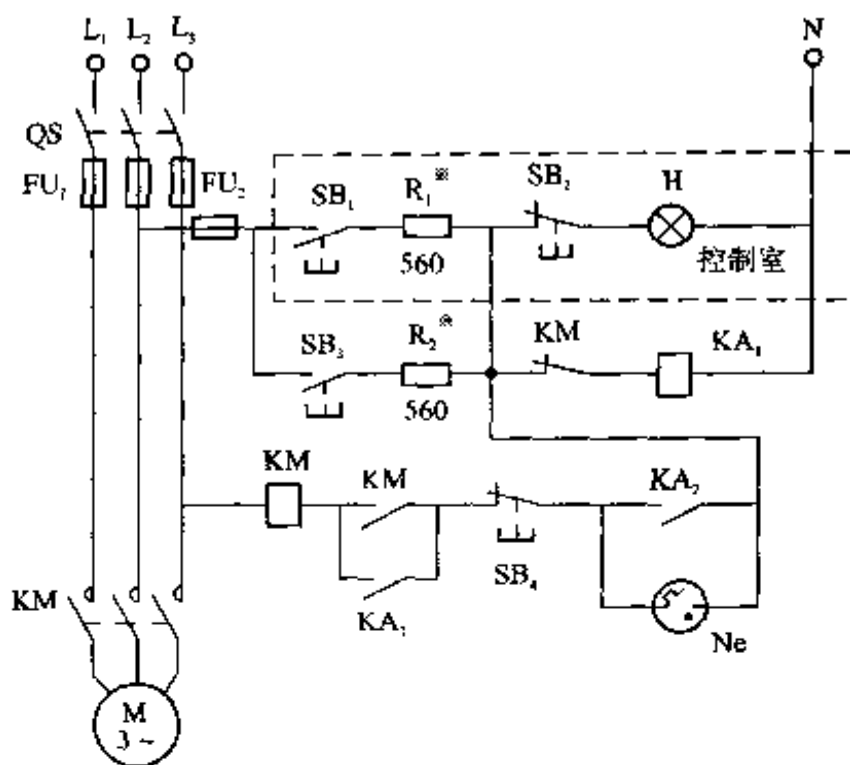 L₁ L₂ L₃ N
QS
FU₁ FU₂
SB₁ R₁※ SB₂ H
560 控制室
SB₃ R₂※ KM KA₁
560
KM KM KA₂
SB₄
KM KA₁ Ne
M
3~